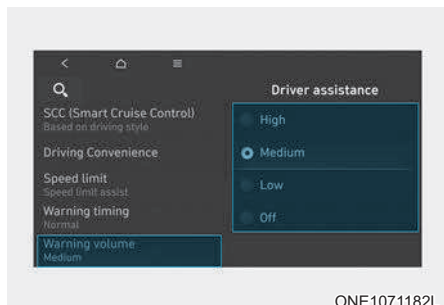 Driver assistance
SCC (Smart Cruise Control)
Based on driving style
Driving Convenience
Speed limit
Speed limit assist
Warning timing
Normal
Warning volume
Medium
High
Medium
Low
Off
ONE1071182L